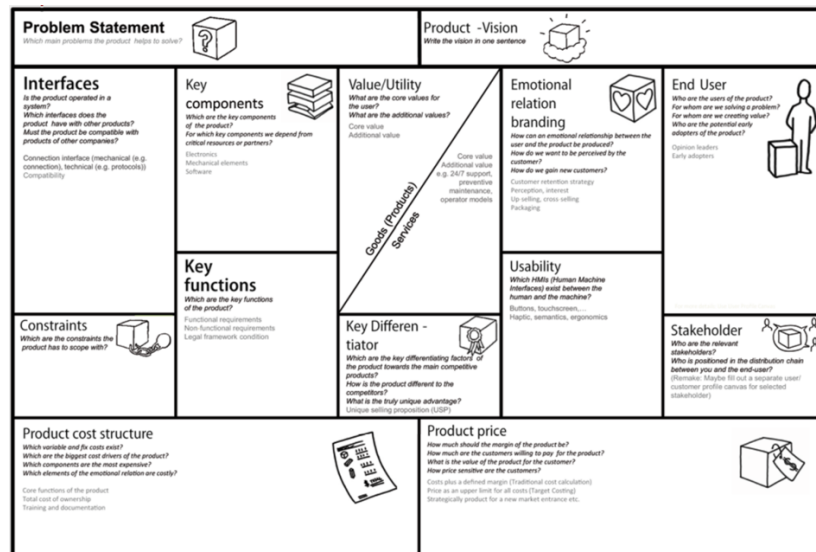 Problem Statement
Which main problems the product helps to solve?
Product -Vision
Write the vision in one sentence
Interfaces
Is the product operated in a
system?
Which interfaces does the
product have with other products?
Must the product be compatible with
products of other companies?
Connection interface (mechanical (e.g.
connection), technical (e.g. protocols))
Compatibility
Key
components
Which are the key components
of the product?
For which key components we depend from
critical resources or partners?
Electronics
Mechanical elements
Software
Value/Utility
What are the core values for
the user?
What are the additional values?
Core value
Additional value
Goods (Products)
Services
Core value
Additional value
e.g. 24/7 support,
preventive
maintenance,
operator models
Emotional
relation
branding
How can an emotional relationship between the
user and the product be produced?
How do we want to be perceived by the
customer?
How do we gain new customers?
Customer retention strategy
Perception, interest
Up selling, cross selling
Packaging
End User
Who are the users of the product?
For whom are we solving a problem?
For whom are we creating value?
Who are the potential early
adopters of the product?
Opinion leaders
Early adopters
Key
functions
Which are the key functions
of the product?
Functional requirements
Non-functional requirements
Legal framework condition
Usability
Which HMIs (Human Machine
Interfaces) exist between the
human and the machine?
Buttons, touchscreen,...
Haptic, semantics, ergonomics
Constraints
Which are the constraints the
product has to scope with?
Key Differen -
tiator
Which are the key differentiating factors of
the product towards the main competitive
products?
How is the product different to the
competitors?
What is the truly unique advantage?
Unique selling proposition (USP)
Stakeholder
Who are the relevant
stakeholders?
Who is positioned in the distribution chain
between you and the end-user?
(Remake: Maybe fill out a separate user/
customer profile canvas for selected
stakeholder)
Product cost structure
Which variable and fix costs exist?
Which are the biggest cost drivers of the product?
Which components are the most expensive?
Which elements of the emotional relation are costly?
Core functions of the product
Total cost of ownership
Training and documentation
Product price
How much should the margin of the product be?
How much are the customers willing to pay for the product?
What is the value of the product for the customer?
How price sensitive are the customers?
Costs plus a defined margin (Traditional cost calculation)
Price as an upper limit for all costs (Target Costing)
Strategically product for a new market entrance etc.